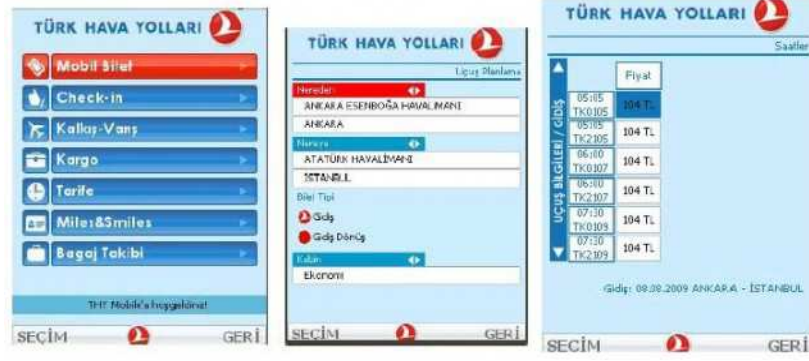 TÜRK HAVA YOLLARI
Mobil Bilet
Check-in
Kalkış-Varış
Kargo
Tarife
Miles&Smiles
Bagaj Takibi
THY Mobile'a hoşgeldiniz!
SEÇİM
GERİ
TÜRK HAVA YOLLARI
Uçuş Planlama
Nereden
ANKARA ESENBOĞA HAVALİMANI
ANKARA
Nereye
ATATÜRK HAVALİMANI
İSTANBUL
Bilet Tipi
Gidiş
Gidiş Dönüş
Kabin
Ekonomi
SEÇİM
GERİ
TÜRK HAVA YOLLARI
Saatler
UÇUŞ BİLGİLERİ / GİDİŞ
Fiyat
05:05
TK0105
104 TL
05:05
TK2105
104 TL
06:00
TK0107
104 TL
06:00
TK2107
104 TL
07:30
TK0109
104 TL
07:30
TK2109
104 TL
Gidiş: 08.08.2009 ANKARA - İSTANBUL
SEÇİM
GERİ